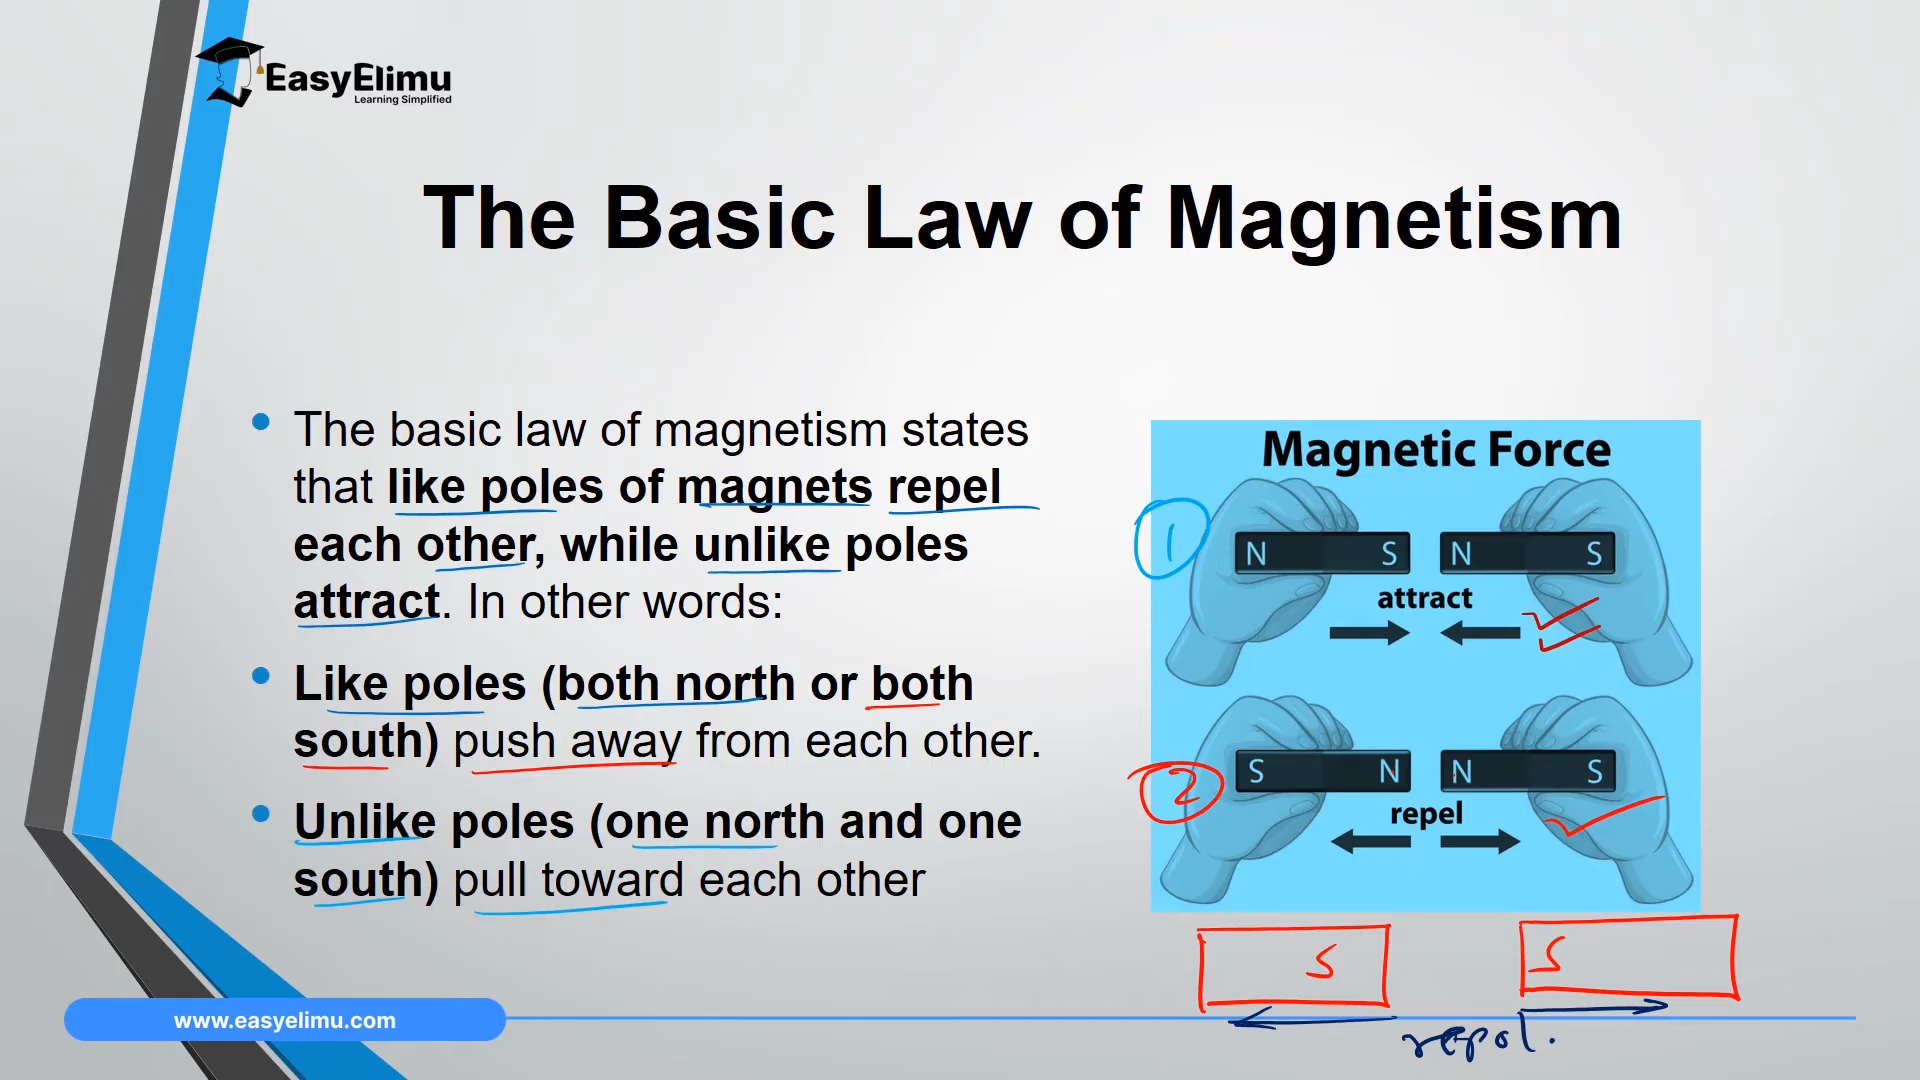 EasyElimu
Learning Simplified
The Basic Law of Magnetism
• The basic law of magnetism states
that like poles of magnets repel
each other, while unlike poles
attract. In other words:
• Like poles (both north or both
south) push away from each other.
• Unlike poles (one north and one
south) pull toward each other
Magnetic Force
1
N S N S
attract
2
S N N S
repel
S S
repel.
www.easyelimu.com